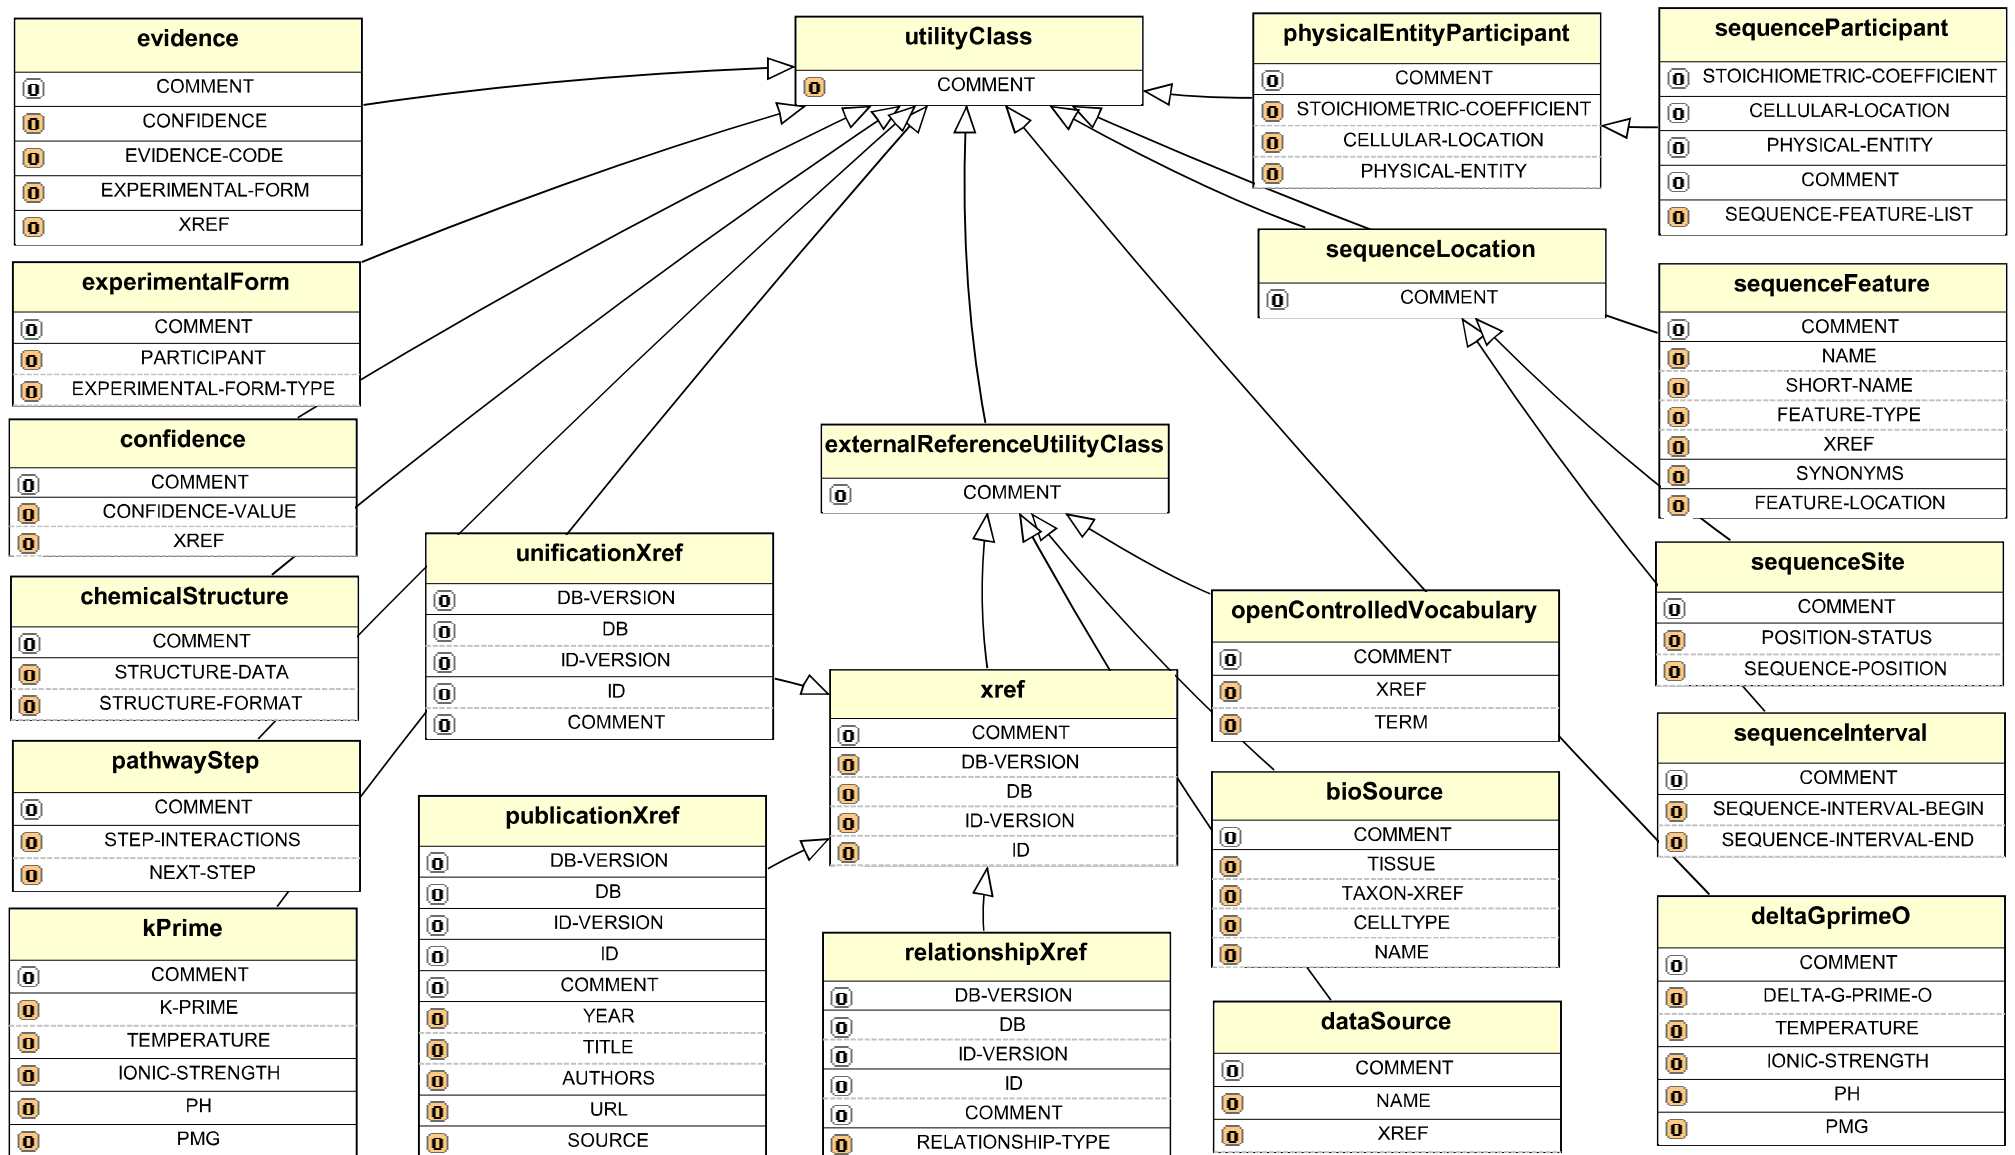 evidence
COMMENT
CONFIDENCE
EVIDENCE-CODE
EXPERIMENTAL-FORM
XREF
experimentalForm
COMMENT
PARTICIPANT
EXPERIMENTAL-FORM-TYPE
confidence
COMMENT
CONFIDENCE-VALUE
XREF
chemicalStructure
COMMENT
STRUCTURE-DATA
STRUCTURE-FORMAT
pathwayStep
COMMENT
STEP-INTERACTIONS
NEXT-STEP
kPrime
COMMENT
K-PRIME
TEMPERATURE
IONIC-STRENGTH
PH
PMG
unificationXref
DB-VERSION
DB
ID-VERSION
ID
COMMENT
publicationXref
DB-VERSION
DB
ID-VERSION
ID
COMMENT
YEAR
TITLE
AUTHORS
URL
SOURCE
utilityClass
COMMENT
externalReferenceUtilityClass
COMMENT
xref
COMMENT
DB-VERSION
DB
ID-VERSION
ID
relationshipXref
DB-VERSION
DB
ID-VERSION
ID
COMMENT
RELATIONSHIP-TYPE
physicalEntityParticipant
COMMENT
STOICHIOMETRIC-COEFFICIENT
CELLULAR-LOCATION
PHYSICAL-ENTITY
sequenceLocation
COMMENT
openControlledVocabulary
COMMENT
XREF
TERM
bioSource
COMMENT
TISSUE
TAXON-XREF
CELLTYPE
NAME
dataSource
COMMENT
NAME
XREF
sequenceParticipant
STOICHIOMETRIC-COEFFICIENT
CELLULAR-LOCATION
PHYSICAL-ENTITY
COMMENT
SEQUENCE-FEATURE-LIST
sequenceFeature
COMMENT
NAME
SHORT-NAME
FEATURE-TYPE
XREF
SYNONYMS
FEATURE-LOCATION
sequenceSite
COMMENT
POSITION-STATUS
SEQUENCE-POSITION
sequenceInterval
COMMENT
SEQUENCE-INTERVAL-BEGIN
SEQUENCE-INTERVAL-END
deltaGprimeO
COMMENT
DELTA-G-PRIME-O
TEMPERATURE
IONIC-STRENGTH
PH
PMG